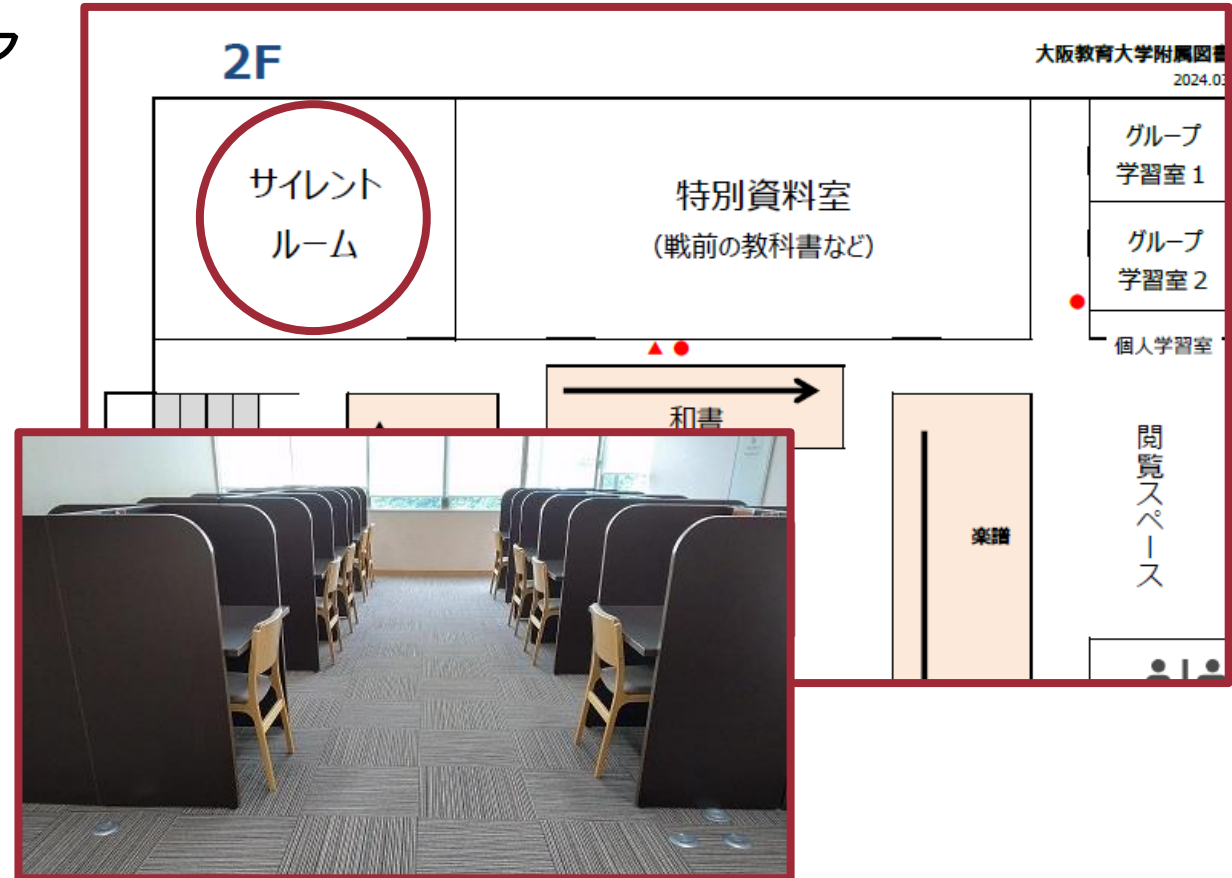 2F
大阪教育大学附属図書
2024.03
サイレント
ルーム
特別資料室
(戦前の教科書など)
グループ
学習室1
グループ
学習室2
個人学習室
和書
楽譜
閲覧スペース